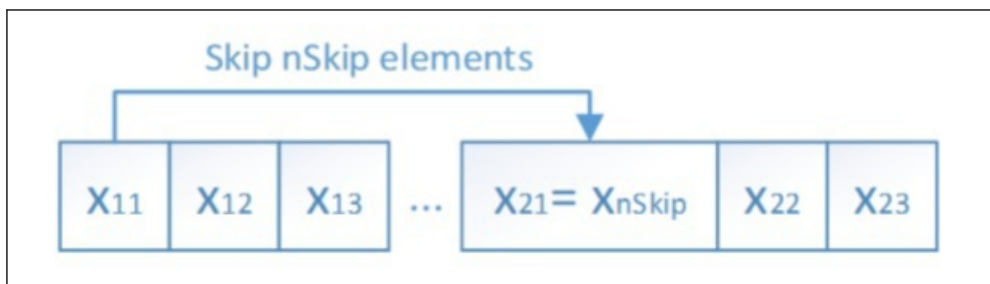 Skip nSkip elements
x11 x12 x13 ... x21= xnSkip x22 x23